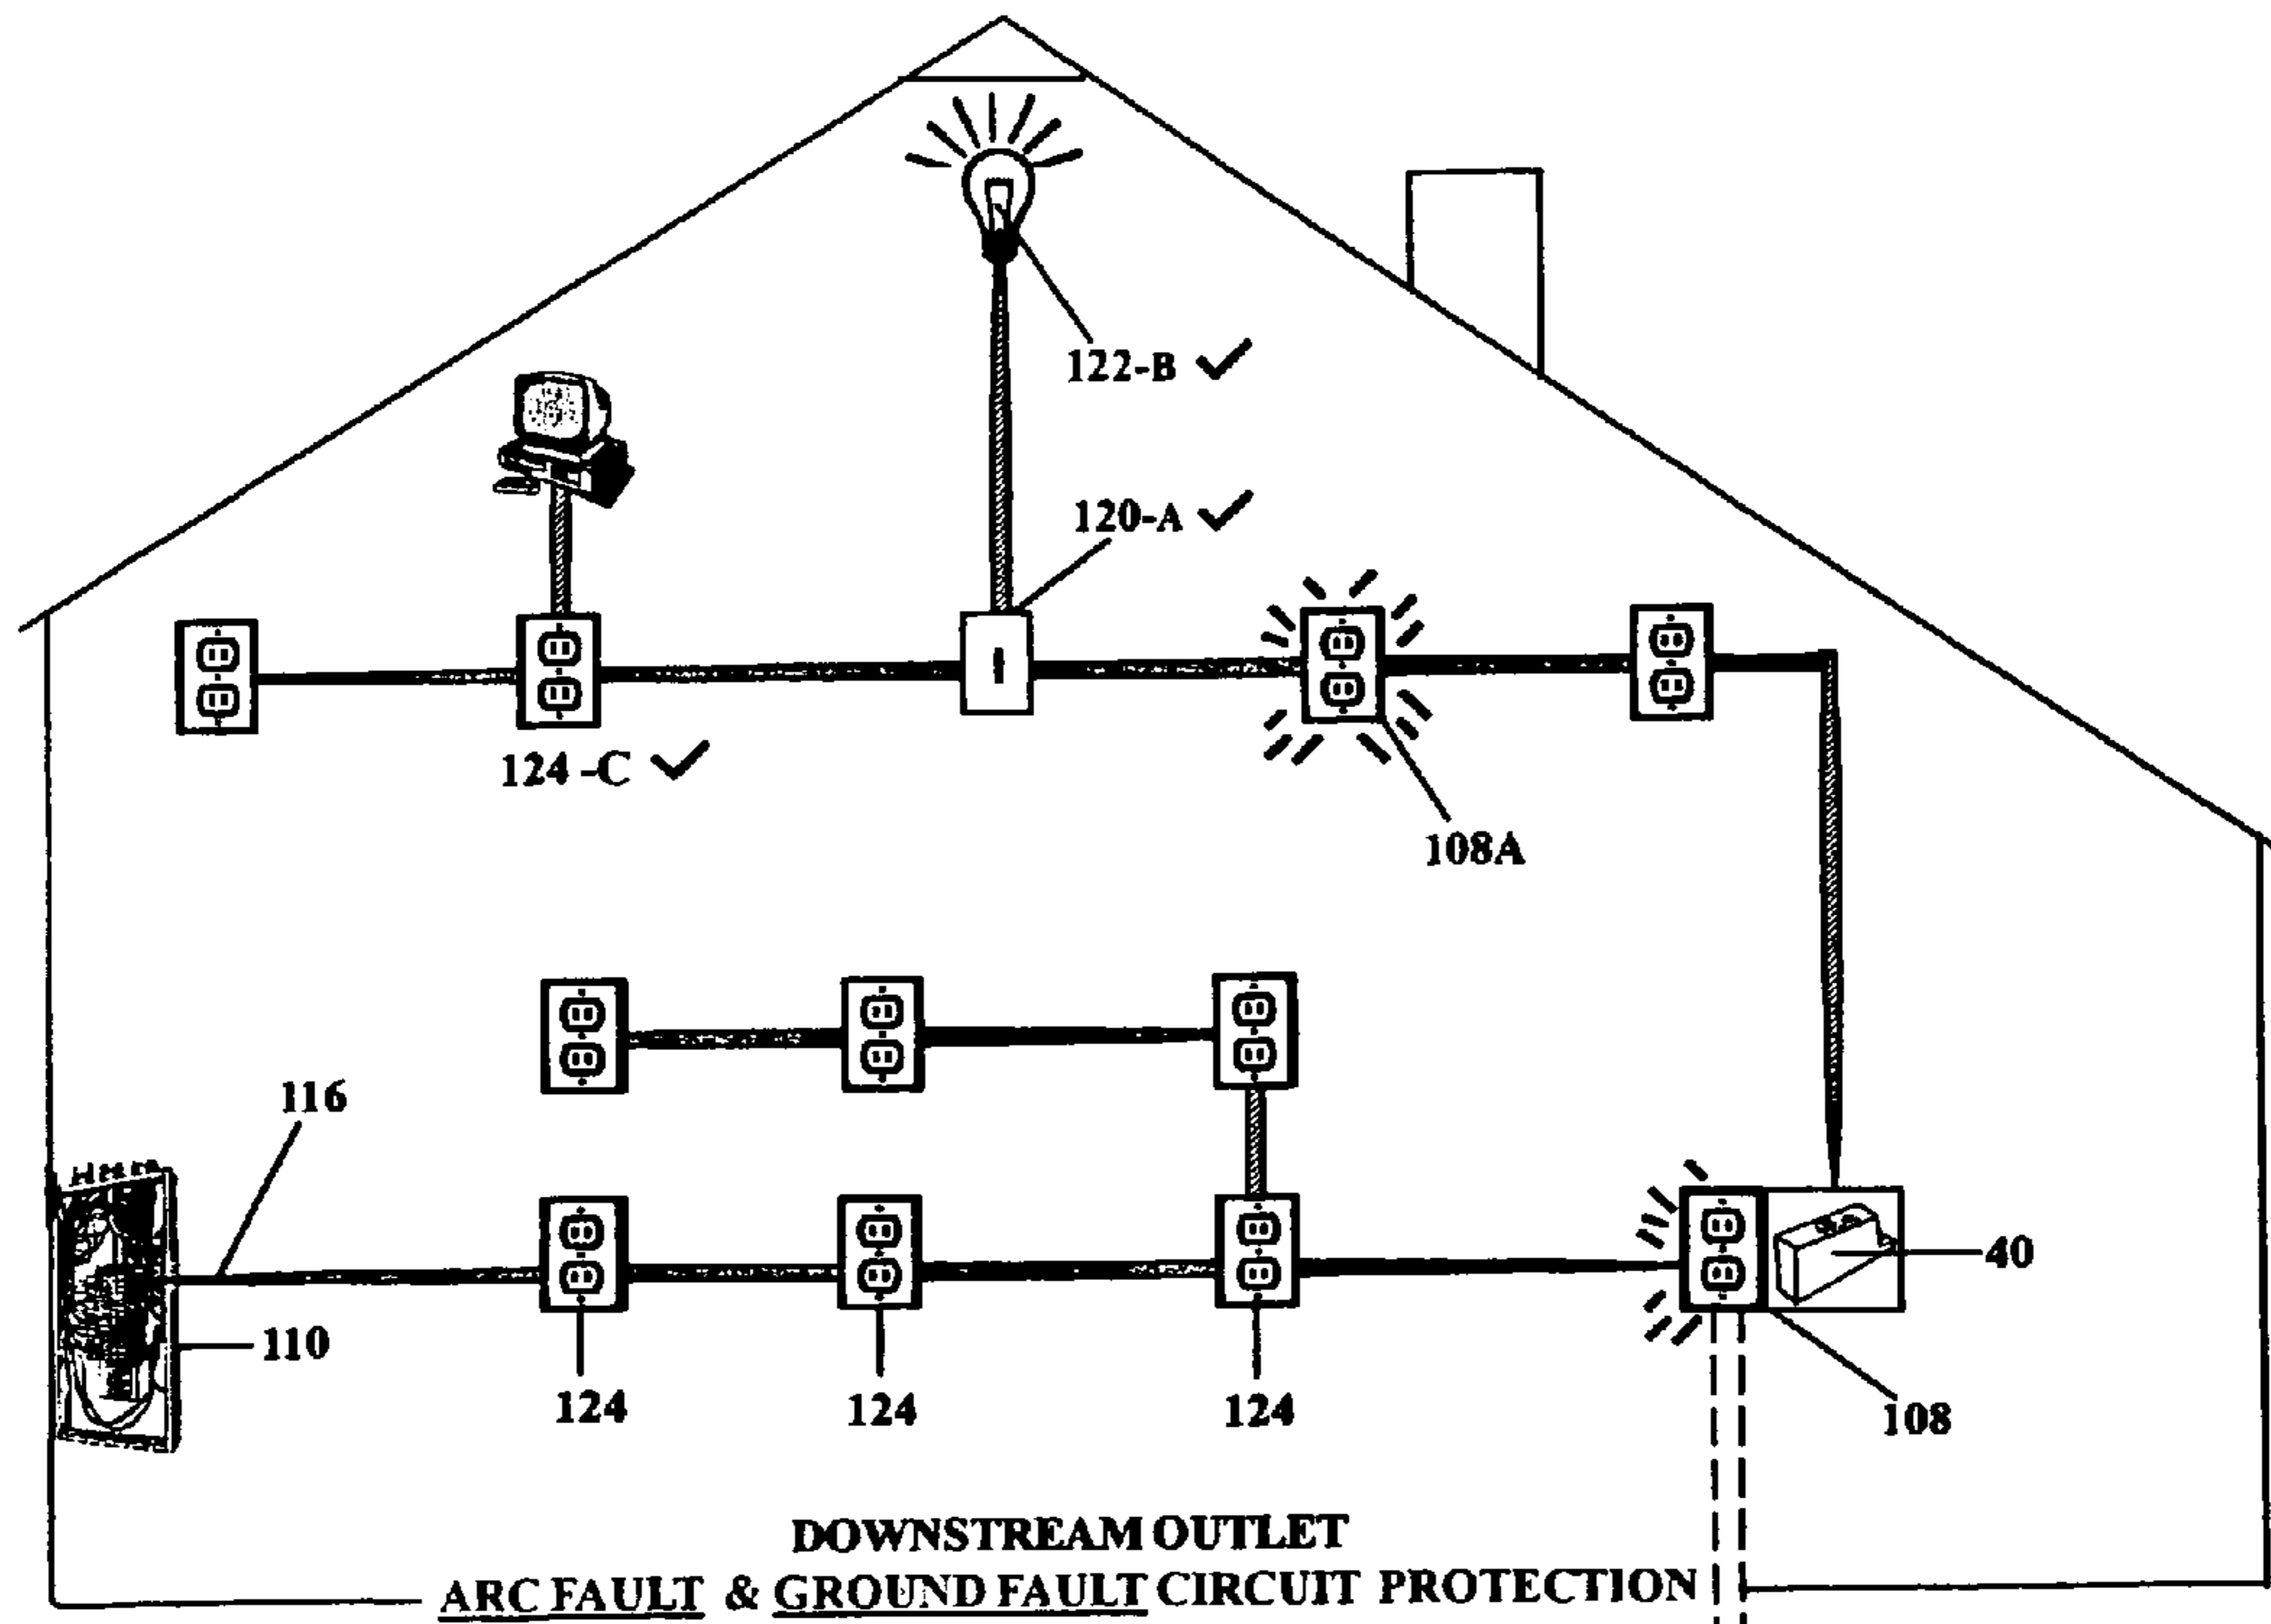 122-B ✓
120-A ✓
124 -C ✓
108A
116
40
110
124
124
124
108
DOWNSTREAM OUTLET
ARC FAULT & GROUND FAULT CIRCUIT PROTECTION